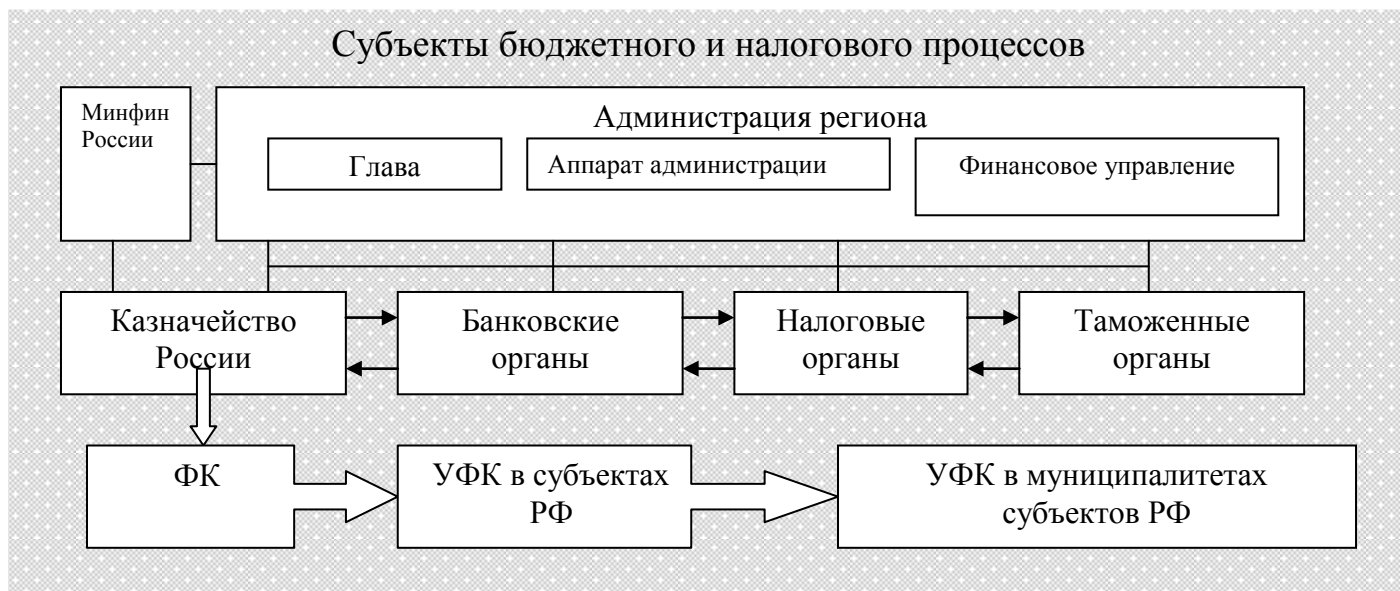 Субъекты бюджетного и налогового процессов
Минфин
России
Администрация региона
Глава
Аппарат администрации
Финансовое управление
Казначейство
России
Банковские
органы
Налоговые
органы
Таможенные
органы
ФК
УФК в субъектах
РФ
УФК в муниципалитетах
субъектов РФ